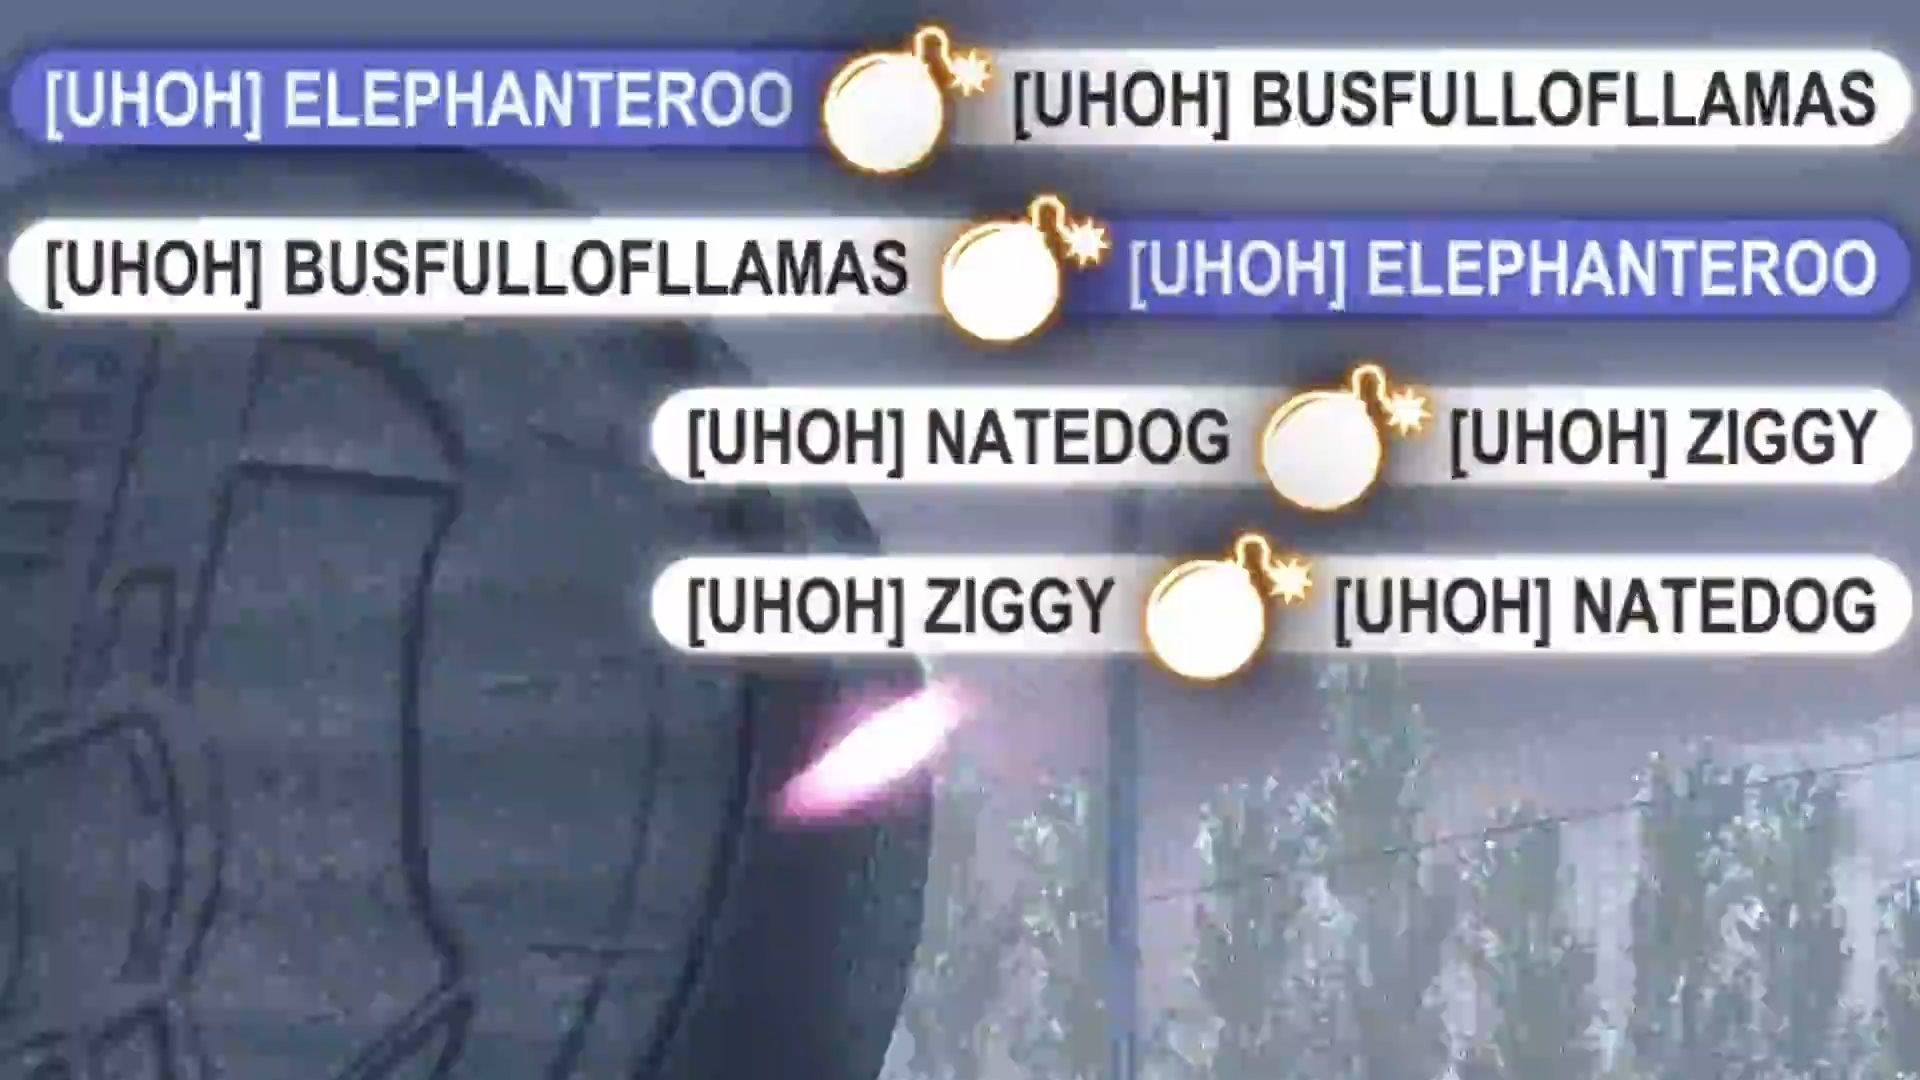 [UHOH] ELEPHANTEROO [UHOH] BUSFULLOFLLAMAS
[UHOH] BUSFULLOFLLAMAS [UHOH] ELEPHANTEROO
[UHOH] NATEDOG [UHOH] ZIGGY
[UHOH] ZIGGY [UHOH] NATEDOG